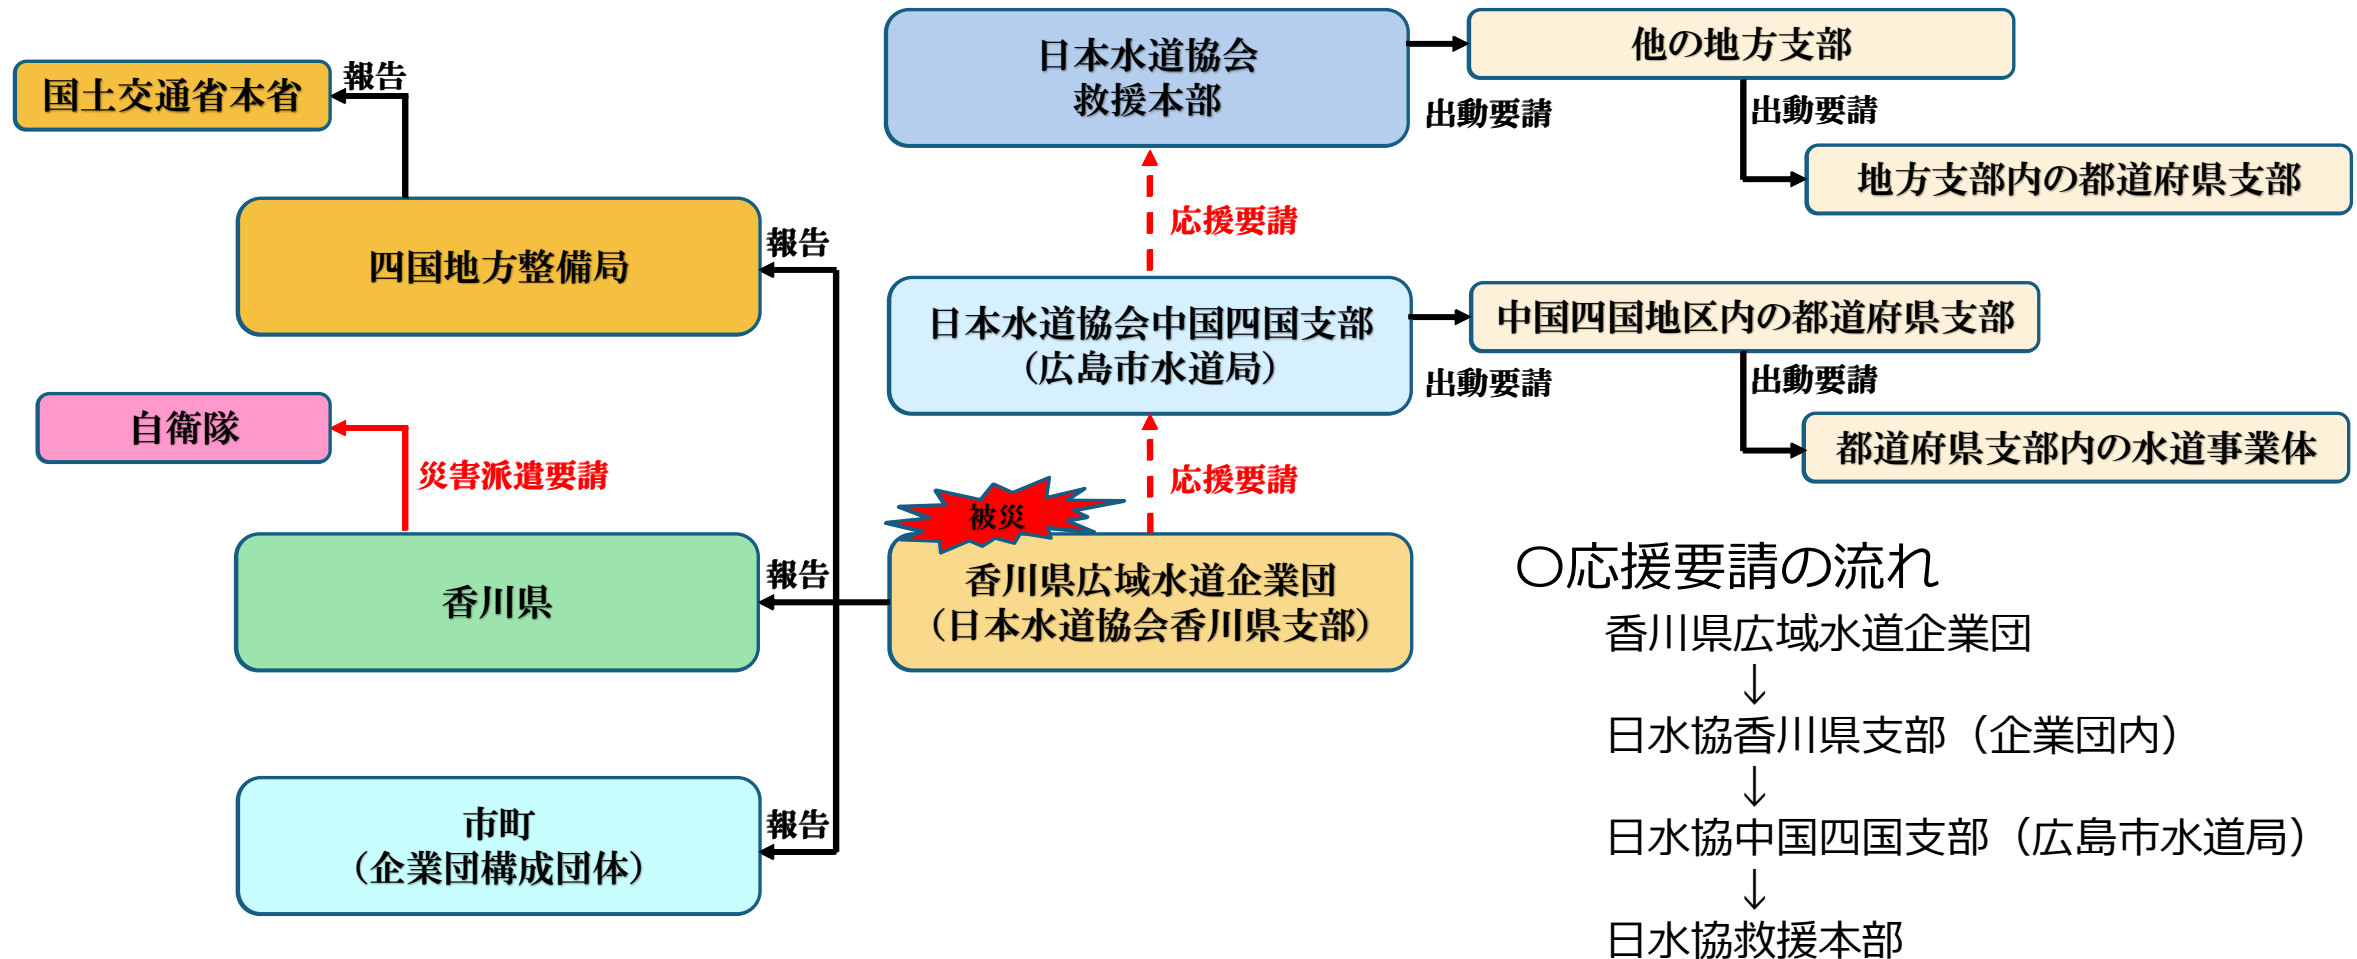 日本水道協会
救援本部
他の地方支部
報告
国土交通省本省
出動要請
出動要請
地方支部内の都道府県支部
応援要請
報告
四国地方整備局
日本水道協会中国四国支部
（広島市水道局）
中国四国地区内の都道府県支部
出動要請
出動要請
自衛隊
都道府県支部内の水道事業体
災害派遣要請
応援要請
被災
報告
香川県
香川県広域水道企業団
（日本水道協会香川県支部）
報告
市町
（企業団構成団体）
〇応援要請の流れ
香川県広域水道企業団
↓
日水協香川県支部（企業団内）
↓
日水協中国四国支部（広島市水道局）
↓
日水協救援本部